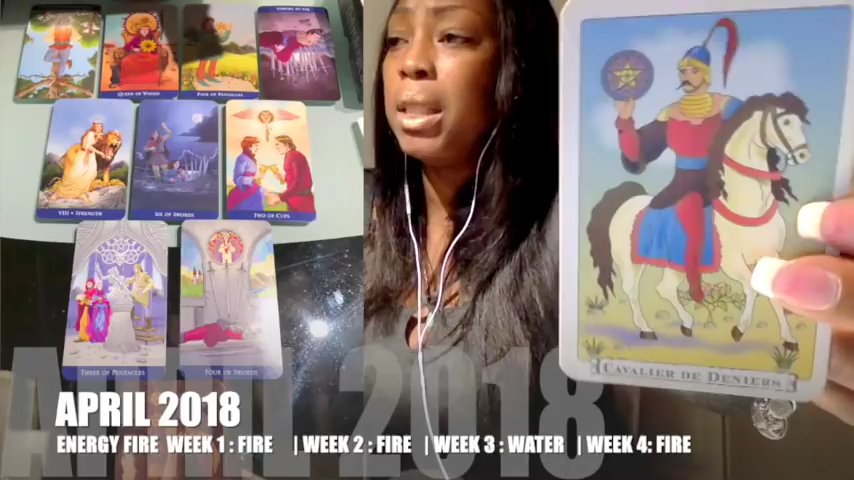 QUEEN OF WANDS
PAGE OF PENTACLES
VIII • STRENGTH
SIX OF SWORDS
TWO OF CUPS
THREE OF PENTACLES
FOUR OF SWORDS
CAVALIER DE DENIERS
APRIL 2018
APRIL 2018
ENERGY FIRE WEEK 1 : FIRE | WEEK 2 : FIRE | WEEK 3 : WATER | WEEK 4: FIRE